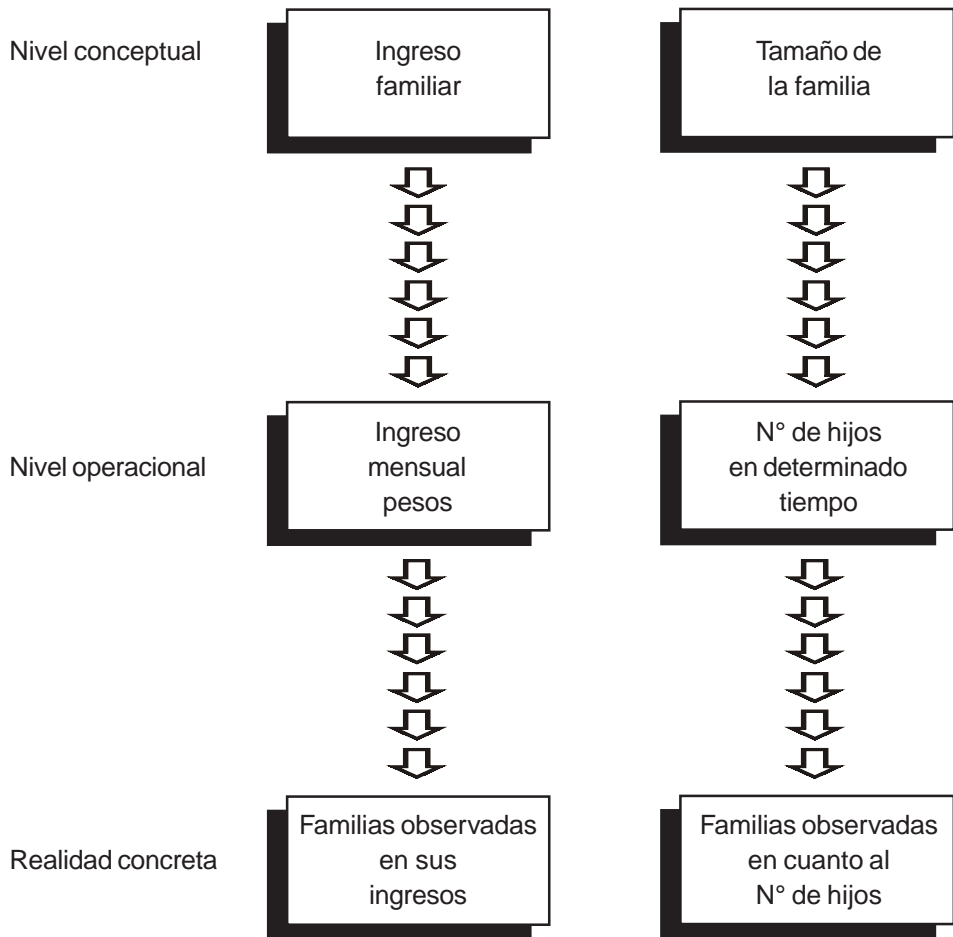 Nivel conceptual
Ingreso
familiar
Tamaño de
la familia
Nivel operacional
Ingreso
mensual
pesos
N° de hijos
en determinado
tiempo
Realidad concreta
Familias observadas
en sus
ingresos
Familias observadas
en cuanto al
N° de hijos